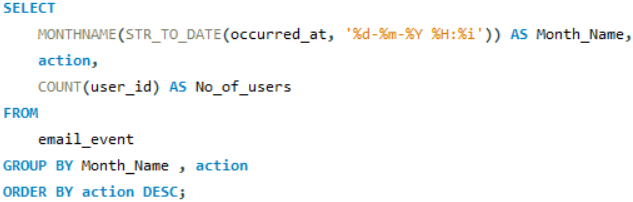 SELECT
    MONTHNAME(STR_TO_DATE(occurred_at, '%d-%m-%Y %H:%i')) AS Month_Name,
    action,
    COUNT(user_id) AS No_of_users
FROM
    email_event
GROUP BY Month_Name , action
ORDER BY action DESC;